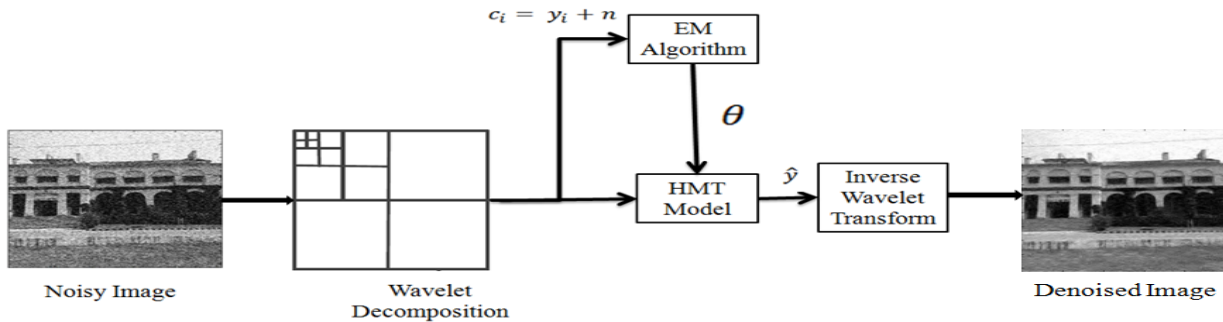 c_i = y_i + n
EM
Algorithm
θ
HMT
Model
ŷ
Inverse
Wavelet
Transform
Noisy Image
Wavelet
Decomposition
Denoised Image